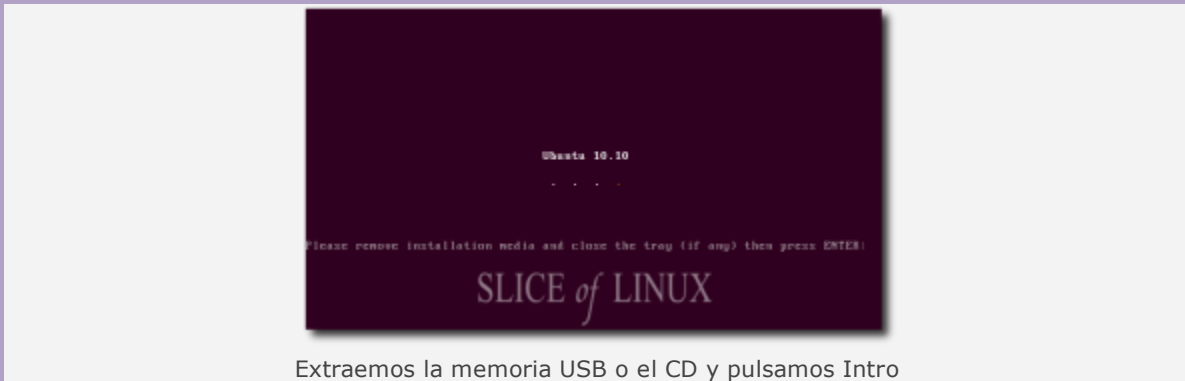 Ubuntu 10.10
Please remove installation media and close the tray (if any) then press ENTER:
SLICE of LINUX
Extraemos la memoria USB o el CD y pulsamos Intro